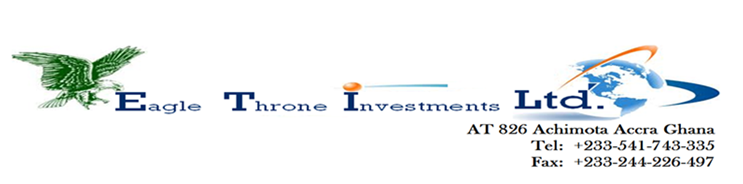 Eagle Throne Investments Ltd.
AT 826 Achimota Accra Ghana
Tel: +233-541-743-335
Fax: +233-244-226-497